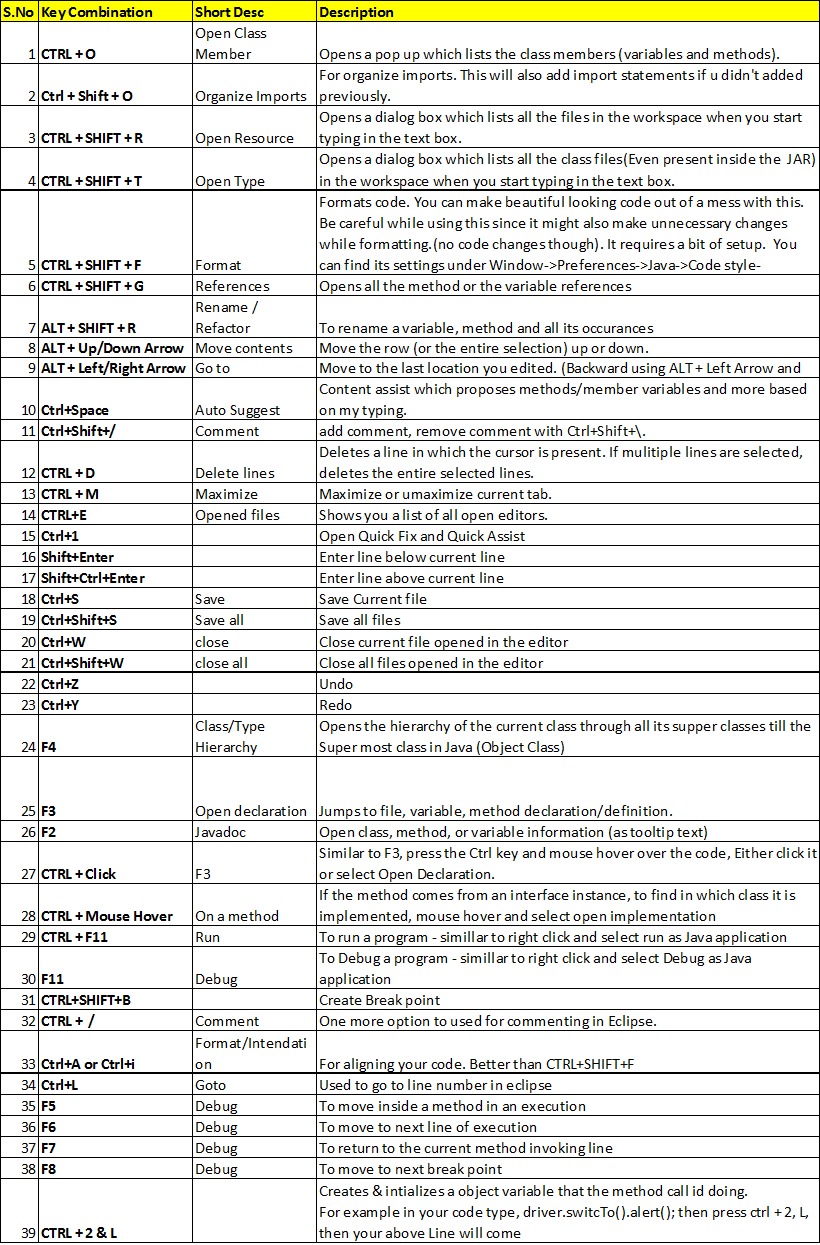 S.No Key Combination Short Desc Description
Open Class
1 CTRL + O Member Opens a pop up which lists the class members (variables and methods).
For organize imports. This will also add import statements if u didn't added
2 Ctrl + Shift + O Organize Imports previously.
Opens a dialog box which lists all the files in the workspace when you start
3 CTRL + SHIFT + R Open Resource typing in the text box.
Opens a dialog box which lists all the class files(Even present inside the JAR)
4 CTRL + SHIFT + T Open Type in the workspace when you start typing in the text box.
Formats code. You can make beautiful looking code out of a mess with this.
Be careful while using this since it might also make unnecessary changes
while formatting.(no code changes though). It requires a bit of setup. You
5 CTRL + SHIFT + F Format can find its settings under Window->Preferences->Java->Code style-
6 CTRL + SHIFT + G References Opens all the method or the variable references
Rename /
7 ALT + SHIFT + R Refactor To rename a variable, method and all its occurances
8 ALT + Up/Down Arrow Move contents Move the row (or the entire selection) up or down.
9 ALT + Left/Right Arrow Go to Move to the last location you edited. (Backward using ALT + Left Arrow and
Content assist which proposes methods/member variables and more based
10 Ctrl+Space Auto Suggest on my typing.
11 Ctrl+Shift+/ Comment add comment, remove comment with Ctrl+Shift+\.
Deletes a line in which the cursor is present. If mulitiple lines are selected,
12 CTRL + D Delete lines deletes the entire selected lines.
13 CTRL + M Maximize Maximize or umaximize current tab.
14 CTRL+E Opened files Shows you a list of all open editors.
15 Ctrl+1 Open Quick Fix and Quick Assist
16 Shift+Enter Enter line below current line
17 Shift+Ctrl+Enter Enter line above current line
18 Ctrl+S Save Save Current file
19 Ctrl+Shift+S Save all Save all files
20 Ctrl+W close Close current file opened in the editor
21 Ctrl+Shift+W close all Close all files opened in the editor
22 Ctrl+Z Undo
23 Ctrl+Y Redo
Class/Type Opens the hierarchy of the current class through all its supper classes till the
24 F4 Hierarchy Super most class in Java (Object Class)
25 F3 Open declaration Jumps to file, variable, method declaration/definition.
26 F2 Javadoc Open class, method, or variable information (as tooltip text)
Similar to F3, press the Ctrl key and mouse hover over the code, Either click it
27 CTRL + Click F3 or select Open Declaration.
If the method comes from an interface instance, to find in which class it is
28 CTRL + Mouse Hover On a method implemented, mouse hover and select open implementation
29 CTRL + F11 Run To run a program - simillar to right click and select run as Java application
To Debug a program - simillar to right click and select Debug as Java
30 F11 Debug application
31 CTRL+SHIFT+B Create Break point
32 CTRL + / Comment One more option to used for commenting in Eclipse.
Format/Intendati
33 Ctrl+A or Ctrl+i on For aligning your code. Better than CTRL+SHIFT+F
34 Ctrl+L Goto Used to go to line number in eclipse
35 F5 Debug To move inside a method in an execution
36 F6 Debug To move to next line of execution
37 F7 Debug To return to the current method invoking line
38 F8 Debug To move to next break point
Creates & intializes a object variable that the method call id doing.
For example in your code type, driver.switcTo().alert(); then press ctrl + 2, L,
39 CTRL + 2 & L then your above Line will come